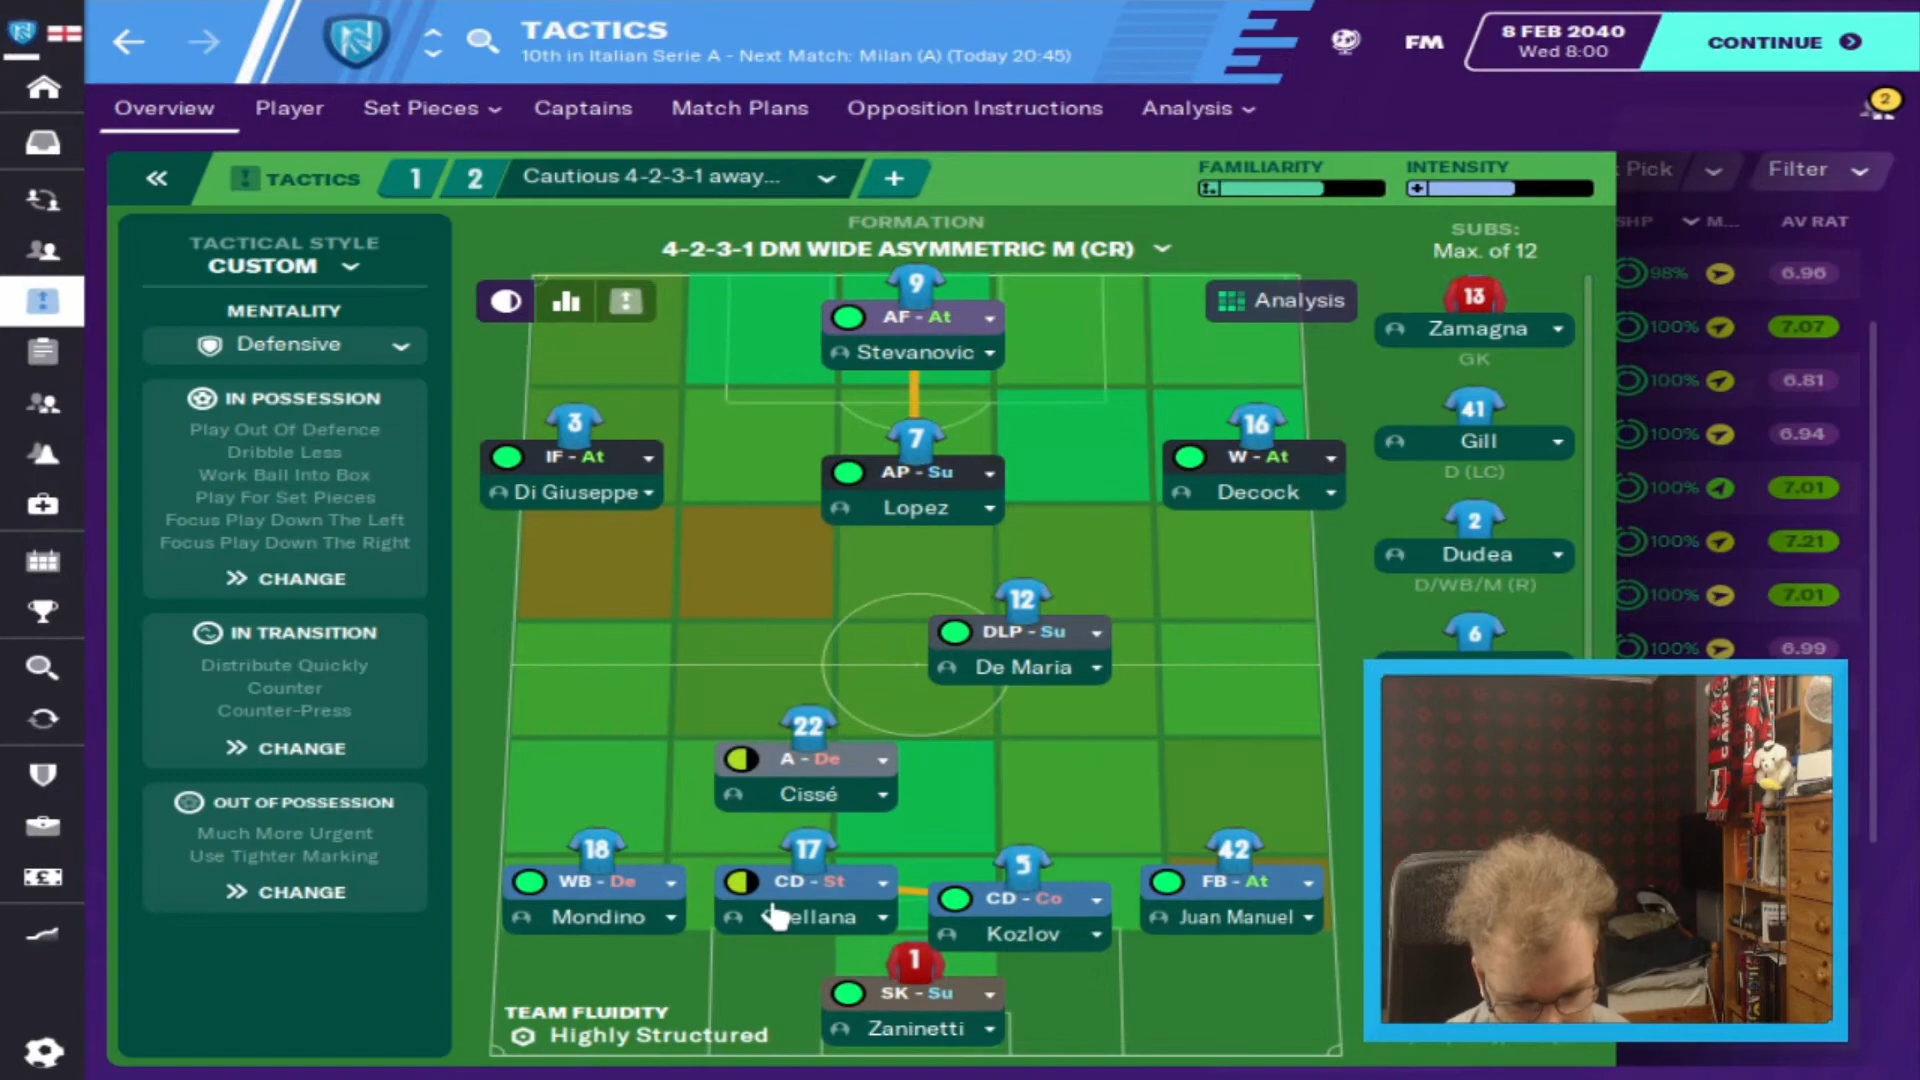 TACTICS
10th in Italian Serie A - Next Match: Milan (A) (Today 20:45)
FM
8 FEB 2040
Wed 8:00
CONTINUE
Overview
Player
Set Pieces
Captains
Match Plans
Opposition Instructions
Analysis
2
TACTICS
1
2
Cautious 4-2-3-1 away...
+
FAMILIARITY
INTENSITY
Pick
Filter
TACTICAL STYLE
CUSTOM
MENTALITY
Defensive
IN POSSESSION
Play Out Of Defence
Dribble Less
Work Ball Into Box
Play For Set Pieces
Focus Play Down The Left
Focus Play Down The Right
CHANGE
IN TRANSITION
Distribute Quickly
Counter
Counter-Press
CHANGE
OUT OF POSSESSION
Much More Urgent
Use Tighter Marking
CHANGE
FORMATION
4-2-3-1 DM WIDE ASYMMETRIC M (CR)
Analysis
9
AF - At
Stevanovic
3
IF - At
Di Giuseppe
7
AP - Su
Lopez
16
W - At
Decock
12
DLP - Su
De Maria
22
A - De
Cissé
18
WB - De
Mondino
17
CD - St
5
CD - Co
Kozlov
42
FB - At
Juan Manuel
1
SK - Su
Zaninetti
TEAM FLUIDITY
Highly Structured
SUBS:
Max. of 12
13
Zamagna
GK
41
Gill
D (LC)
2
Dudea
D/WB/M (R)
6
SHP
M...
AV RAT
98%
6.96
100%
7.07
100%
6.81
100%
6.94
100%
7.01
100%
7.21
100%
7.01
100%
6.99